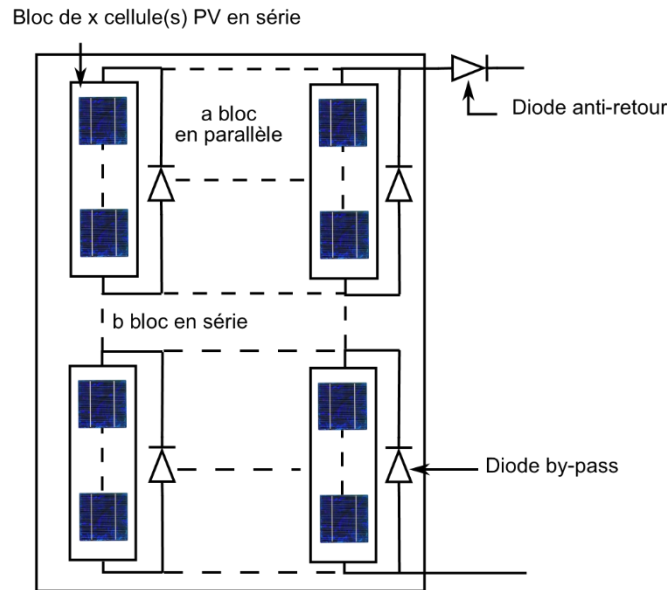 Bloc de x cellule(s) PV en série
Diode anti-retour
a bloc
en parallèle
b bloc en série
Diode by-pass